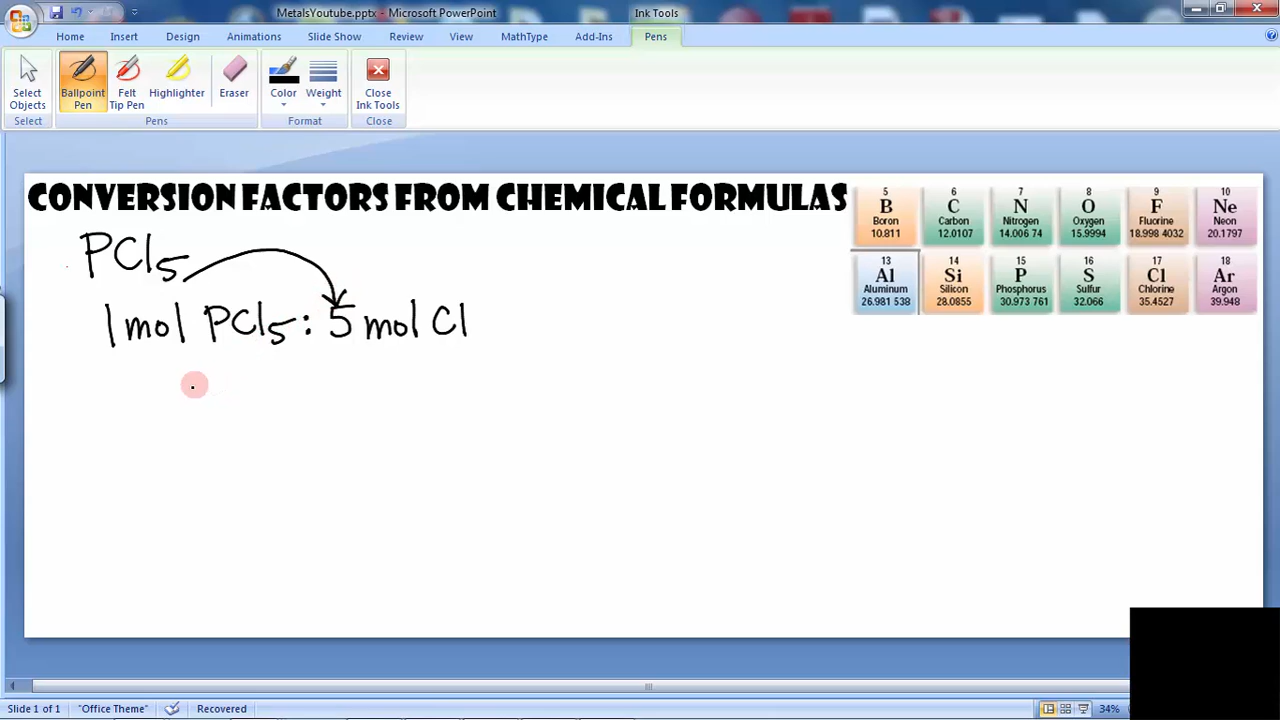 MetalsYoutube.pptx - Microsoft PowerPoint
Ink Tools
Home Insert Design Animations Slide Show Review View MathType Add-Ins Pens
Select Objects
Ballpoint Pen
Felt Tip Pen
Highlighter
Eraser
Color
Weight
Close Ink Tools
Select Pens Format Close
CONVERSION FACTORS FROM CHEMICAL FORMULAS
5 6 7 8 9 10
B C N O F Ne
Boron Carbon Nitrogen Oxygen Fluorine Neon
10.811 12.0107 14.006 74 15.9994 18.998 4032 20.1797
13 14 15 16 17 18
Al Si P S Cl Ar
Aluminum Silicon Phosphorus Sulfur Chlorine Argon
26.981 538 28.0855 30.973 761 32.066 35.4527 39.948
PCl5
1 mol PCl5 : 5 mol Cl
Slide 1 of 1 "Office Theme" Recovered 34%